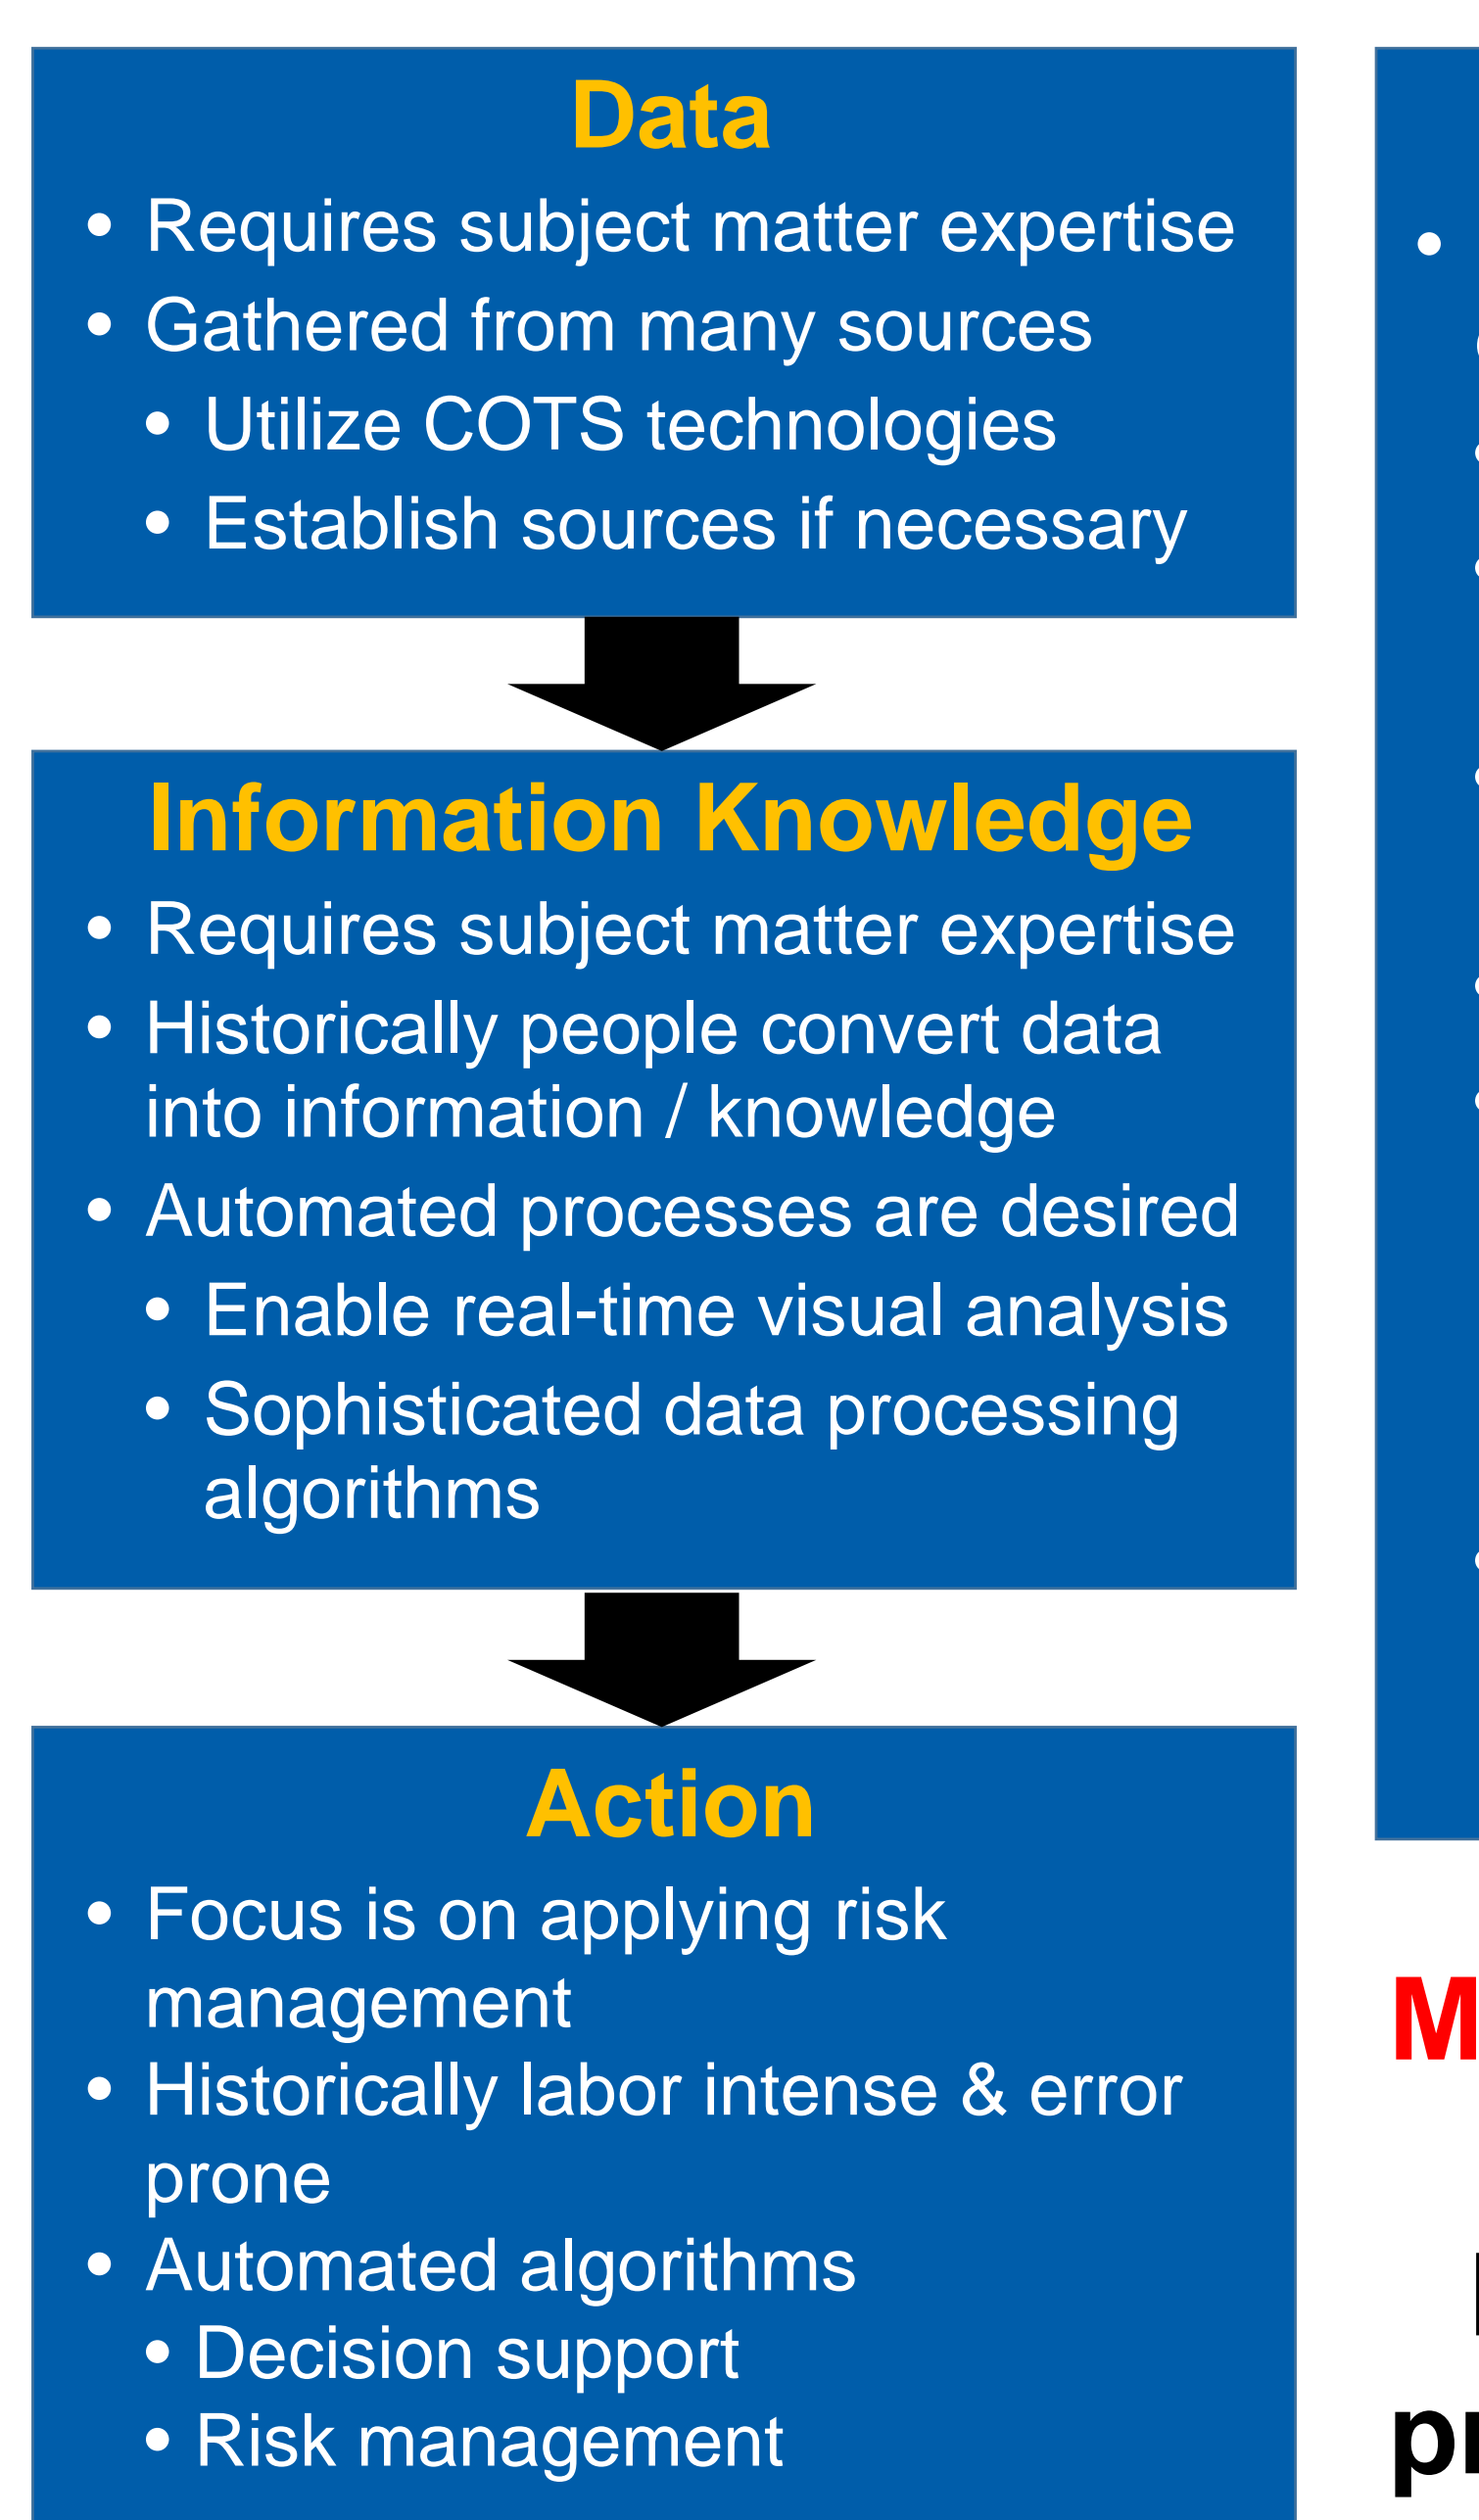 Data
• Requires subject matter expertise
• Gathered from many sources
• Utilize COTS technologies
• Establish sources if necessary
Information Knowledge
• Requires subject matter expertise
• Historically people convert data
into information / knowledge
• Automated processes are desired
• Enable real-time visual analysis
• Sophisticated data processing
algorithms
Action
• Focus is on applying risk
management
• Historically labor intense & error
prone
• Automated algorithms
• Decision support
• Risk management